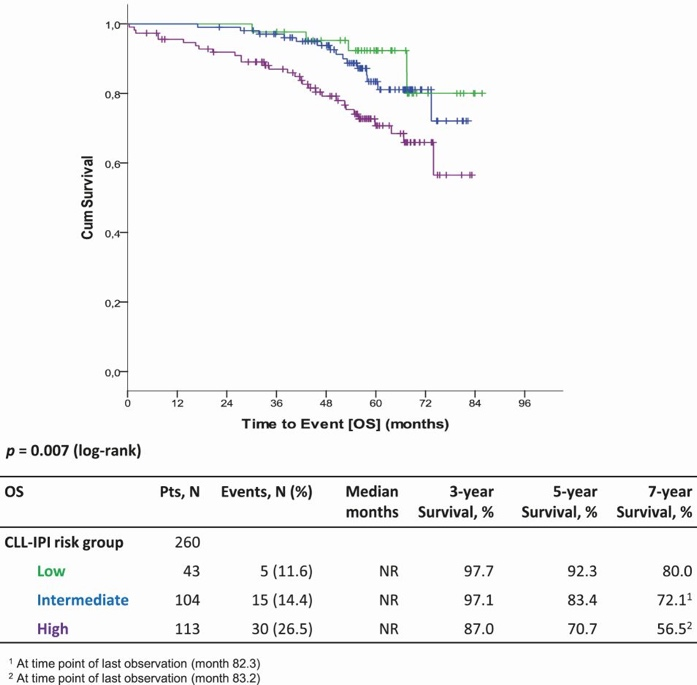 1,0
0,8
0,6
0,4
0,2
0,0
Cum Survival
0 12 24 36 48 60 72 84 96
Time to Event [OS] (months)
p = 0.007 (log-rank)
OS Pts, N Events, N (%) Median months 3-year Survival, % 5-year Survival, % 7-year Survival, %
CLL-IPI risk group 260
Low 43 5 (11.6) NR 97.7 92.3 80.0
Intermediate 104 15 (14.4) NR 97.1 83.4 72.1¹
High 113 30 (26.5) NR 87.0 70.7 56.5²
¹ At time point of last observation (month 82.3)
² At time point of last observation (month 83.2)